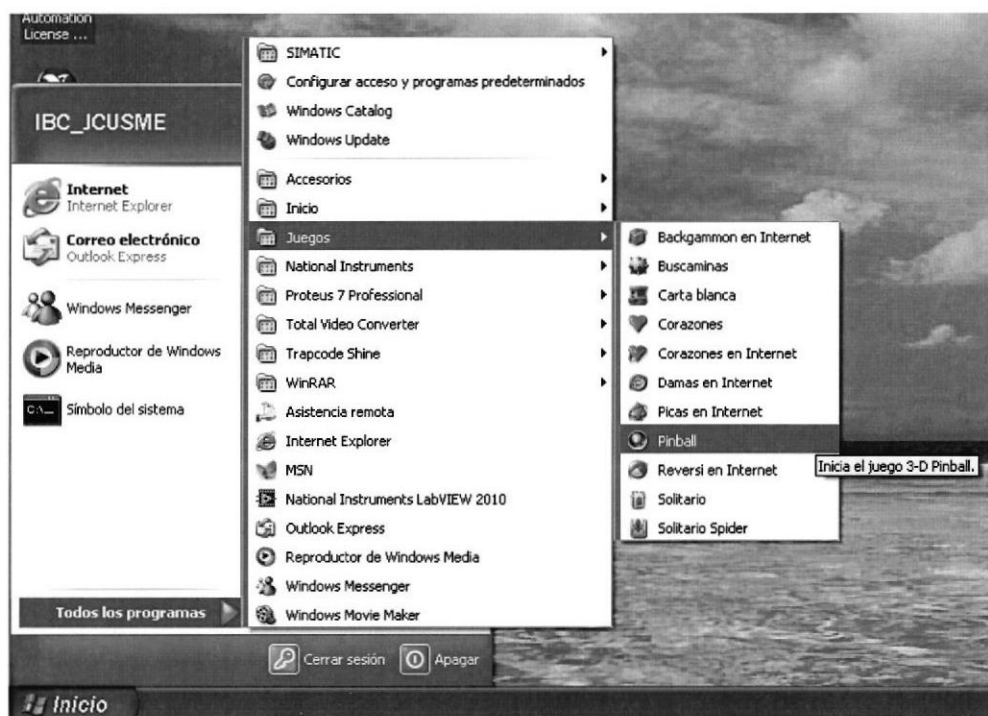 Automation
License ...
IBC_JCUSME
Internet
Internet Explorer
Correo electrónico
Outlook Express
Windows Messenger
Reproductor de Windows
Media
C:\_
Símbolo del sistema
Todos los programas
SIMATIC
Configurar acceso y programas predeterminados
Windows Catalog
Windows Update
Accesorios
Inicio
Juegos
National Instruments
Proteus 7 Professional
Total Video Converter
Trapcode Shine
WinRAR
Asistencia remota
Internet Explorer
MSN
National Instruments LabVIEW 2010
Outlook Express
Reproductor de Windows Media
Windows Messenger
Windows Movie Maker
Backgammon en Internet
Buscaminas
Carta blanca
Corazones
Corazones en Internet
Damas en Internet
Picas en Internet
Pinball
Inicia el juego 3-D Pinball.
Reversi en Internet
Solitario
Solitario Spider
Cerrar sesión
Apagar
Inicio